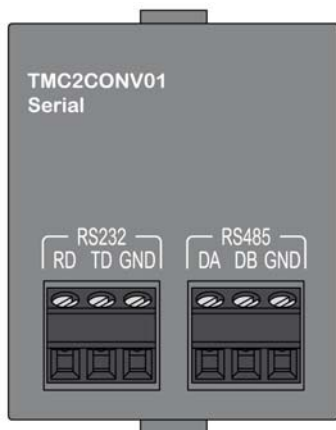 TMC2CONV01
Serial
RS232 RS485
RD TD GND DA DB GND